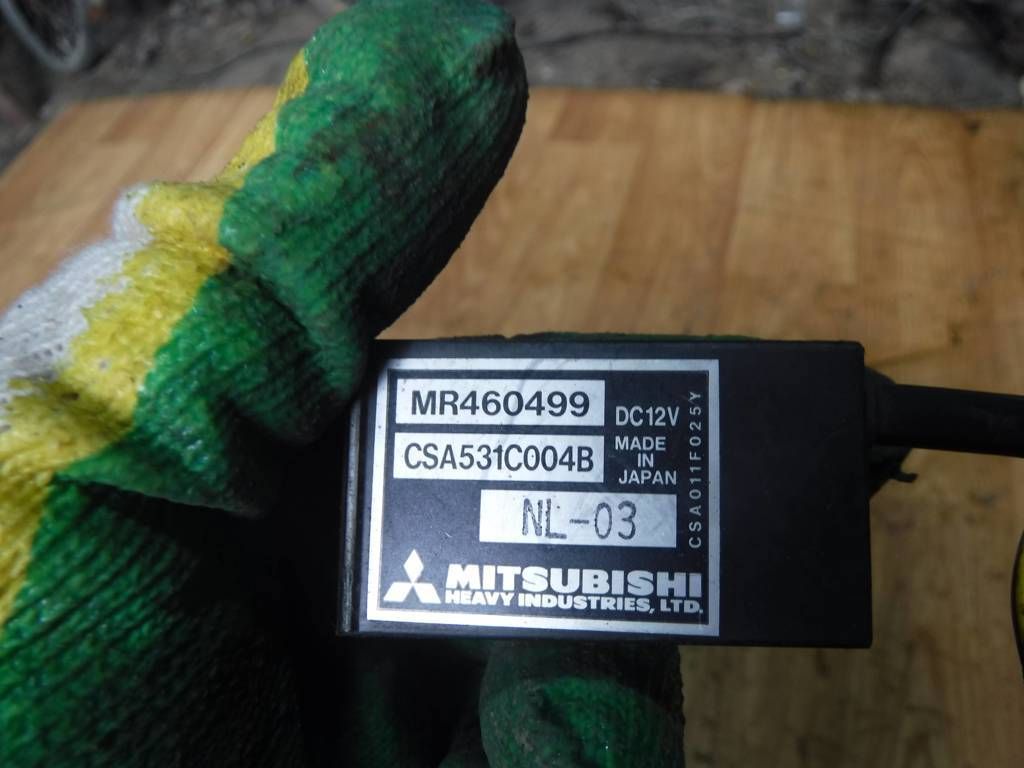 MR460499
DC12V
CSA531C004B
MADE
IN
JAPAN
NL-03
CSA011F025Y
MITSUBISHI
HEAVY INDUSTRIES, LTD.